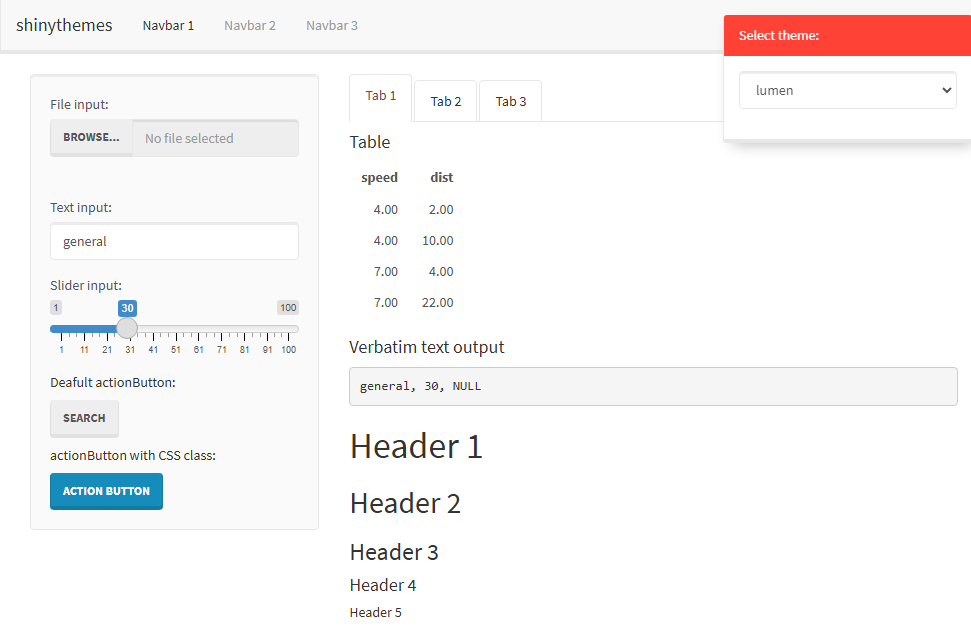 shinythemes Navbar 1 Navbar 2 Navbar 3
Select theme:
lumen
File input:
BROWSE... No file selected
Text input:
general
Slider input:
1 30 100
1 11 21 31 41 51 61 71 81 91 100
Deafult actionButton:
SEARCH
actionButton with CSS class:
ACTION BUTTON
Tab 1 Tab 2 Tab 3
Table
speed dist
4.00 2.00
4.00 10.00
7.00 4.00
7.00 22.00
Verbatim text output
general, 30, NULL
Header 1
Header 2
Header 3
Header 4
Header 5